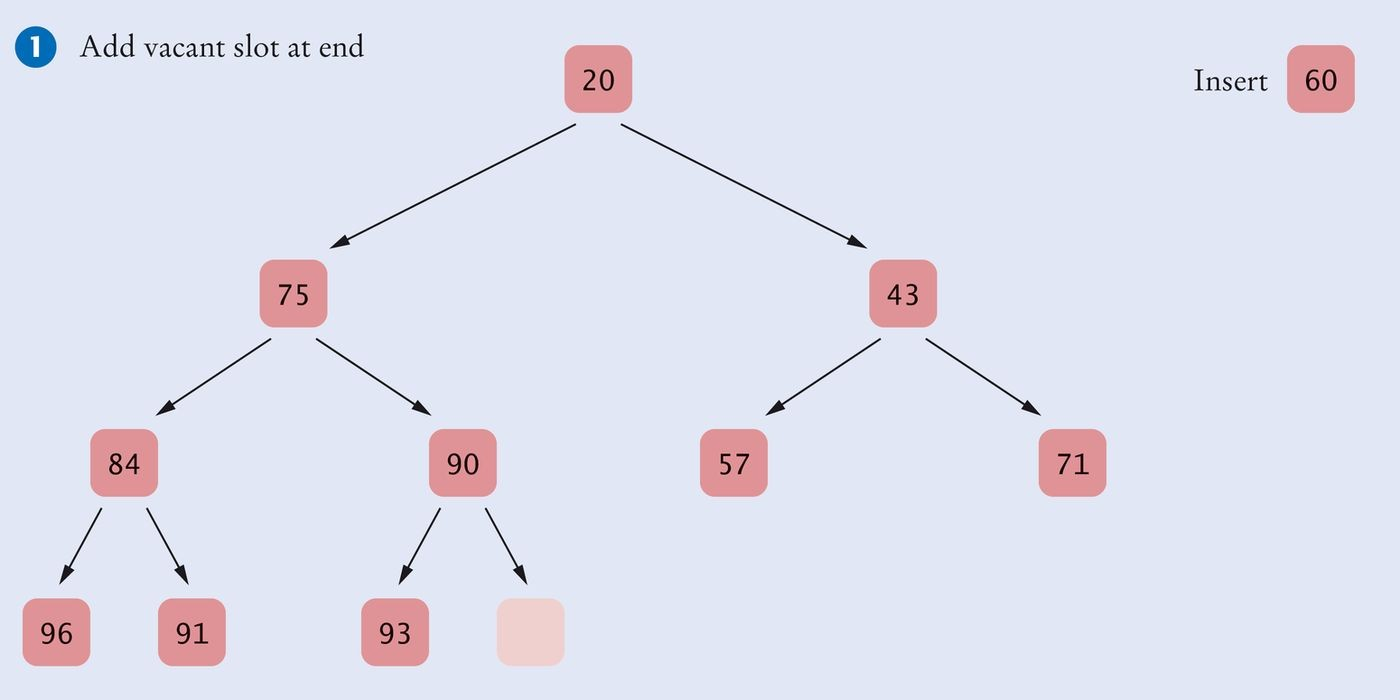 1 Add vacant slot at end
20
Insert 60
75 43
84 90 57 71
96 91 93